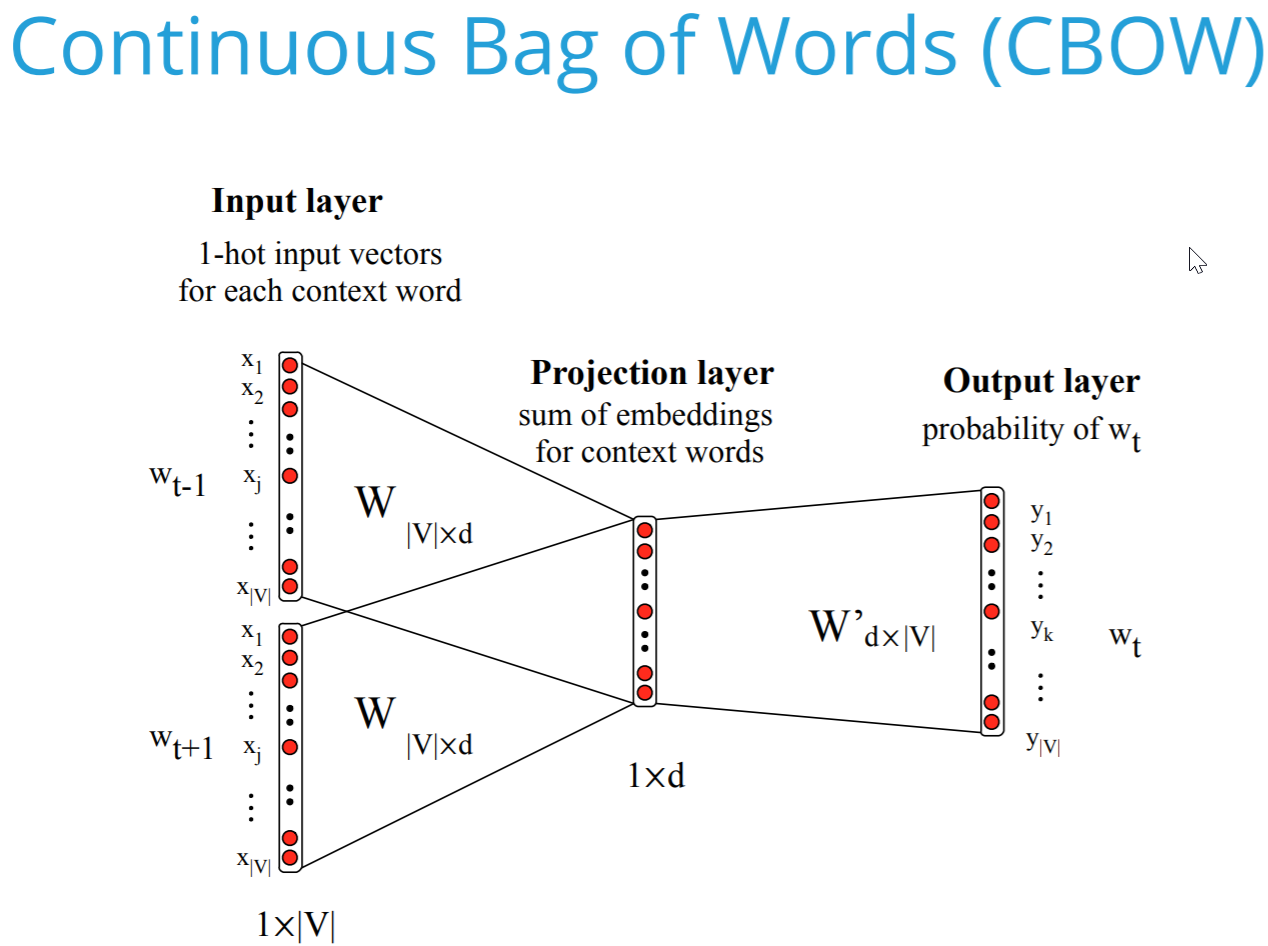 Continuous Bag of Words (CBOW)
Input layer
1-hot input vectors
for each context word
Projection layer
sum of embeddings
for context words
Output layer
probability of wt
wt-1
x1
x2
⋮
xj
⋮
x|V|
W |V|×d
wt+1
x1
x2
⋮
xj
⋮
x|V|
W |V|×d
1×|V|
1×d
W’d×|V|
y1
y2
⋮
yk
⋮
y|V|
wt